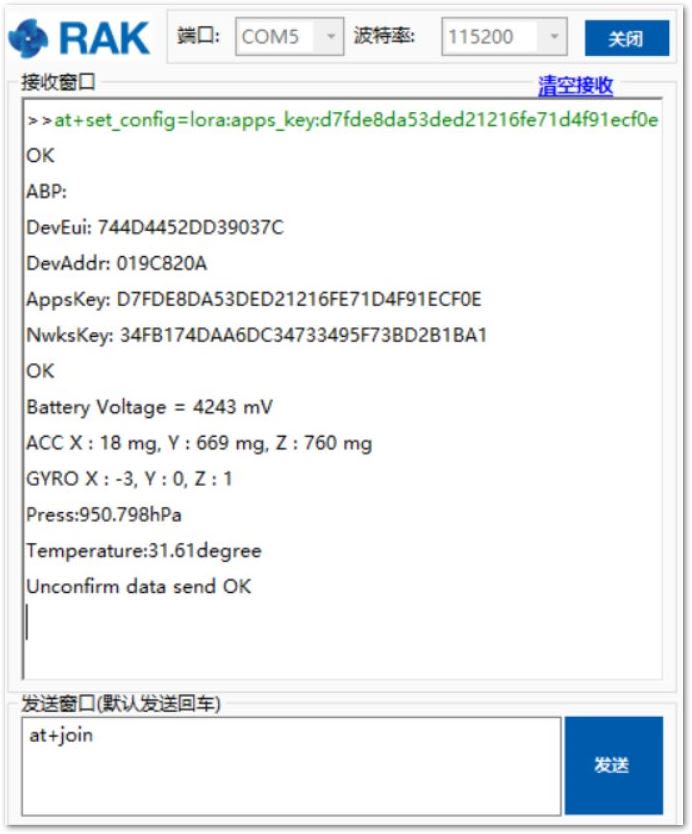 RAK 端口: COM5 波特率: 115200 关闭
接收窗口 清空接收
>>at+set_config=lora:apps_key:d7fde8da53ded21216fe71d4f91ecf0e
OK
ABP:
DevEui: 744D4452DD39037C
DevAddr: 019C820A
AppsKey: D7FDE8DA53DED21216FE71D4F91ECF0E
NwksKey: 34FB174DAA6DC34733495F73BD2B1BA1
OK
Battery Voltage = 4243 mV
ACC X : 18 mg, Y : 669 mg, Z : 760 mg
GYRO X : -3, Y : 0, Z : 1
Press:950.798hPa
Temperature:31.61degree
Unconfirm data send OK
发送窗口(默认发送回车)
at+join
发送